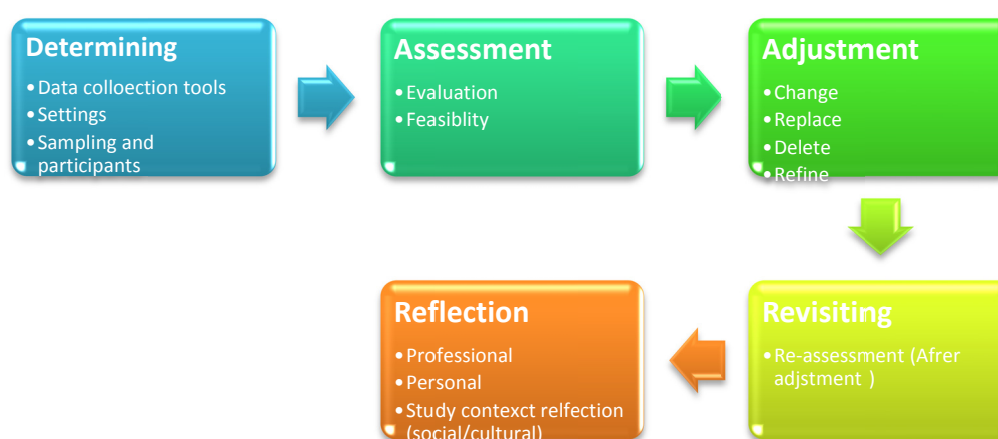 Determining
•Data colloection tools
•Settings
•Sampling and
participants
Assessment
•Evaluation
•Feasiblity
Adjustment
•Change
•Replace
•Delete
•Refine
Revisiting
•Re-assessment (Afrer
adjstment )
Reflection
•Professional
•Personal
•Study contexct relfection
(social/cultural)